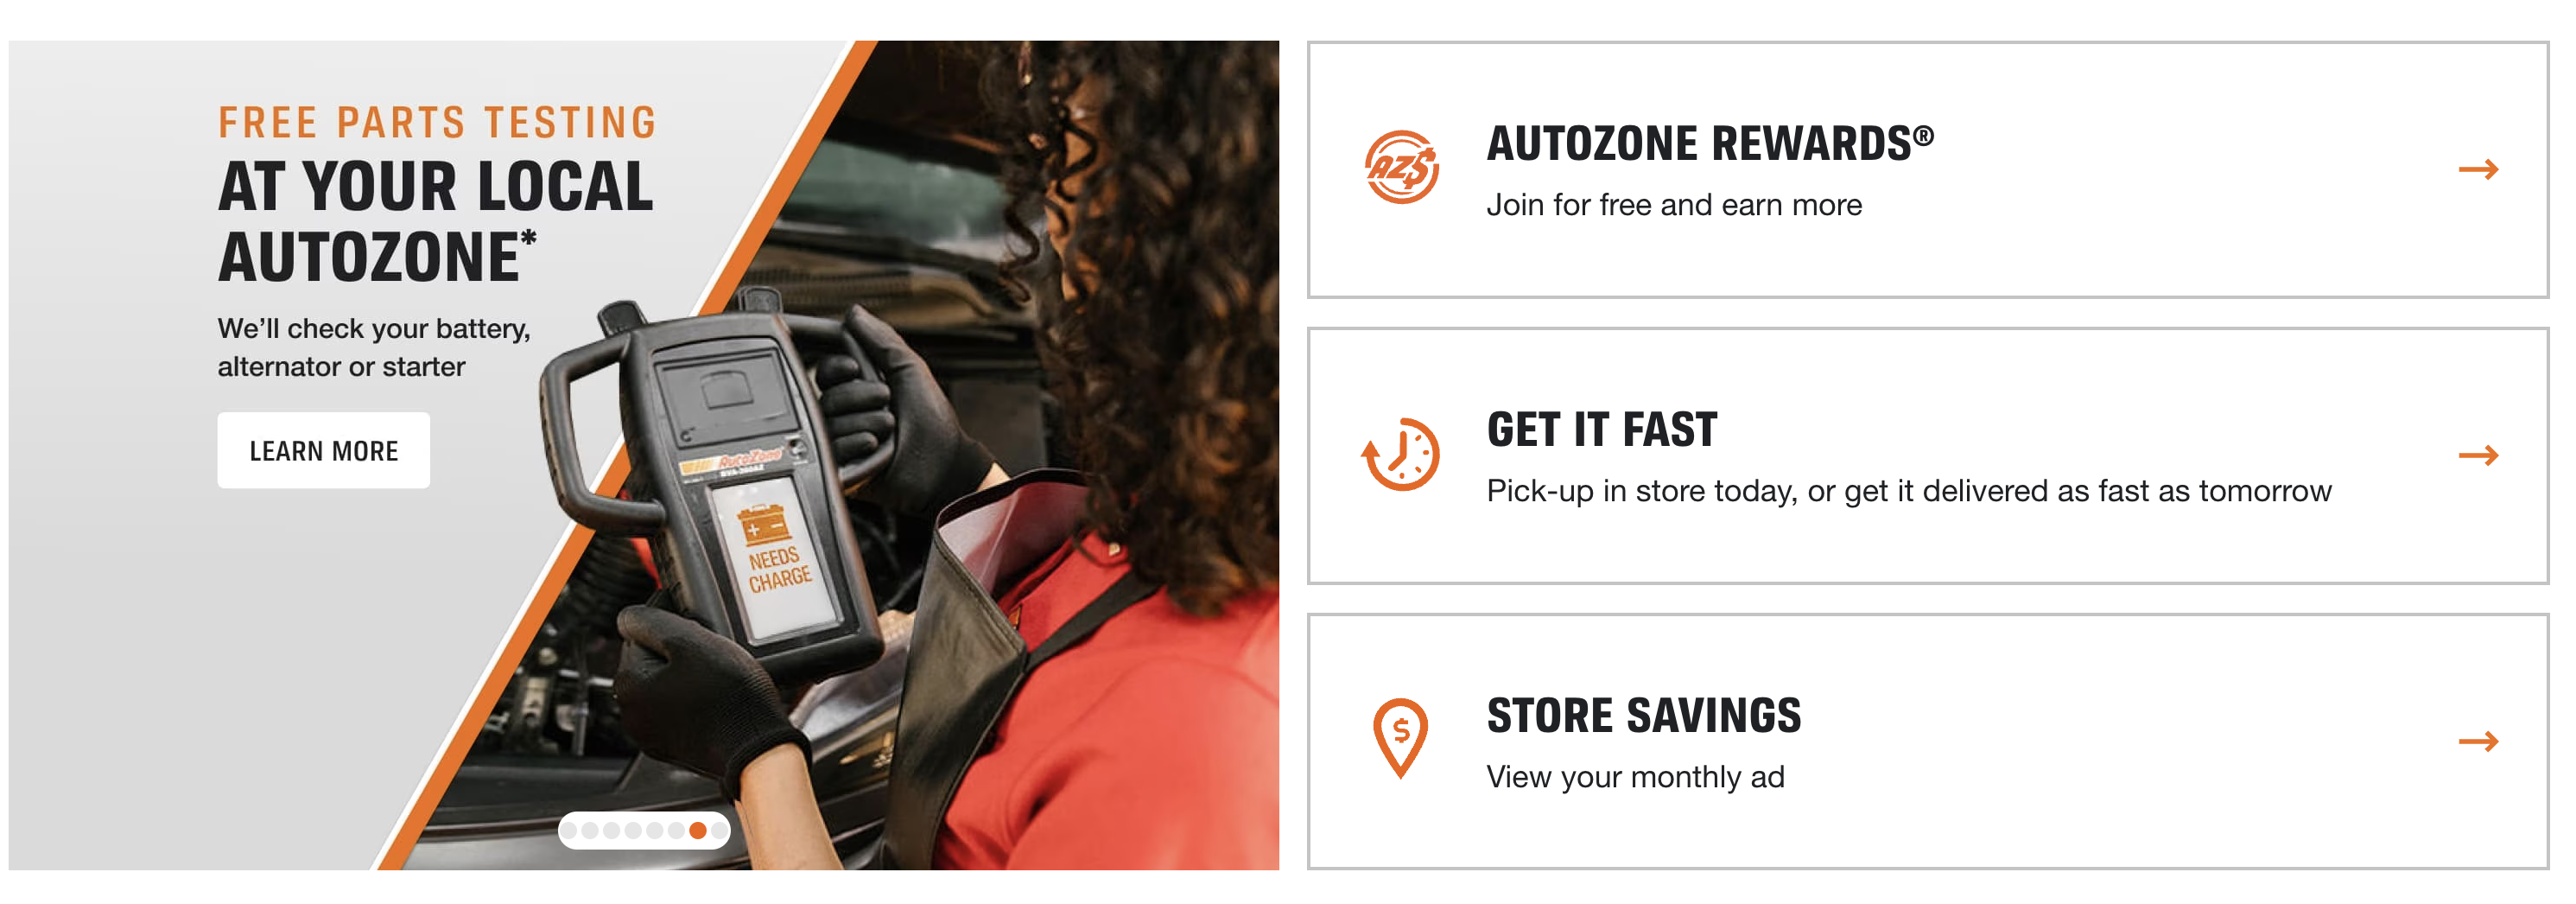 FREE PARTS TESTING
AT YOUR LOCAL
AUTOZONE*
We’ll check your battery,
alternator or starter
LEARN MORE
AutoZone
NEEDS
CHARGE
AZ$
AUTOZONE REWARDS®
Join for free and earn more
GET IT FAST
Pick-up in store today, or get it delivered as fast as tomorrow
$
STORE SAVINGS
View your monthly ad